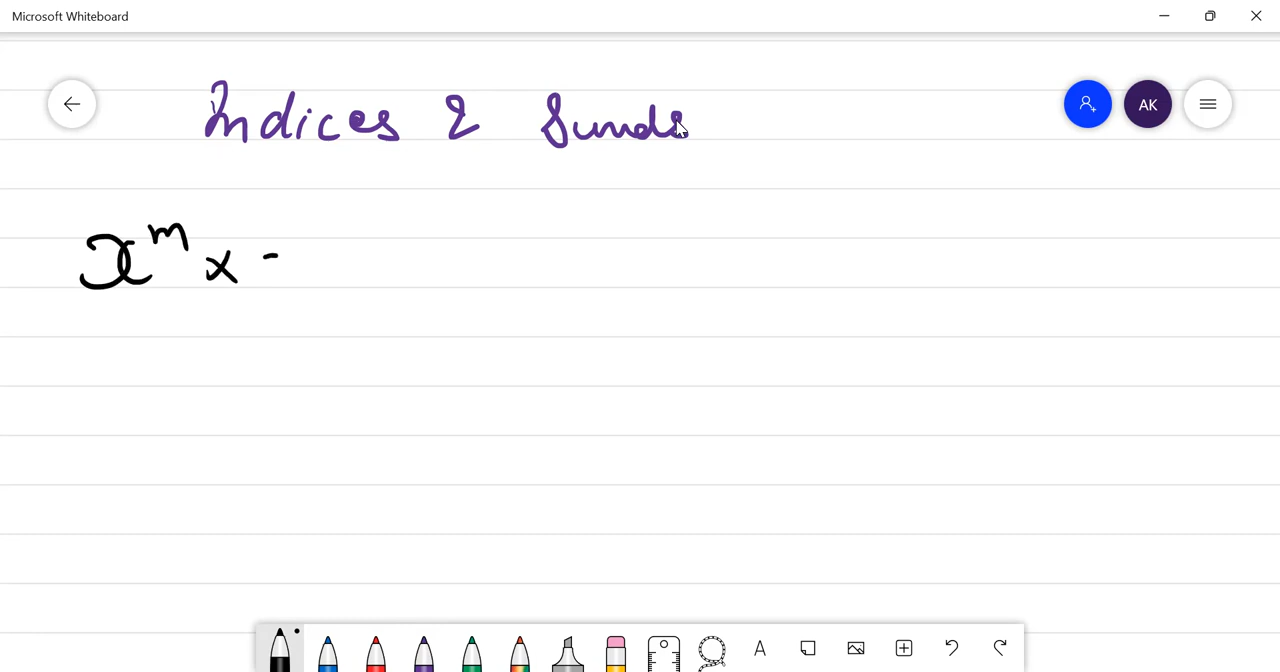 Microsoft Whiteboard
Indices & Surds
AK
x^m ×
A